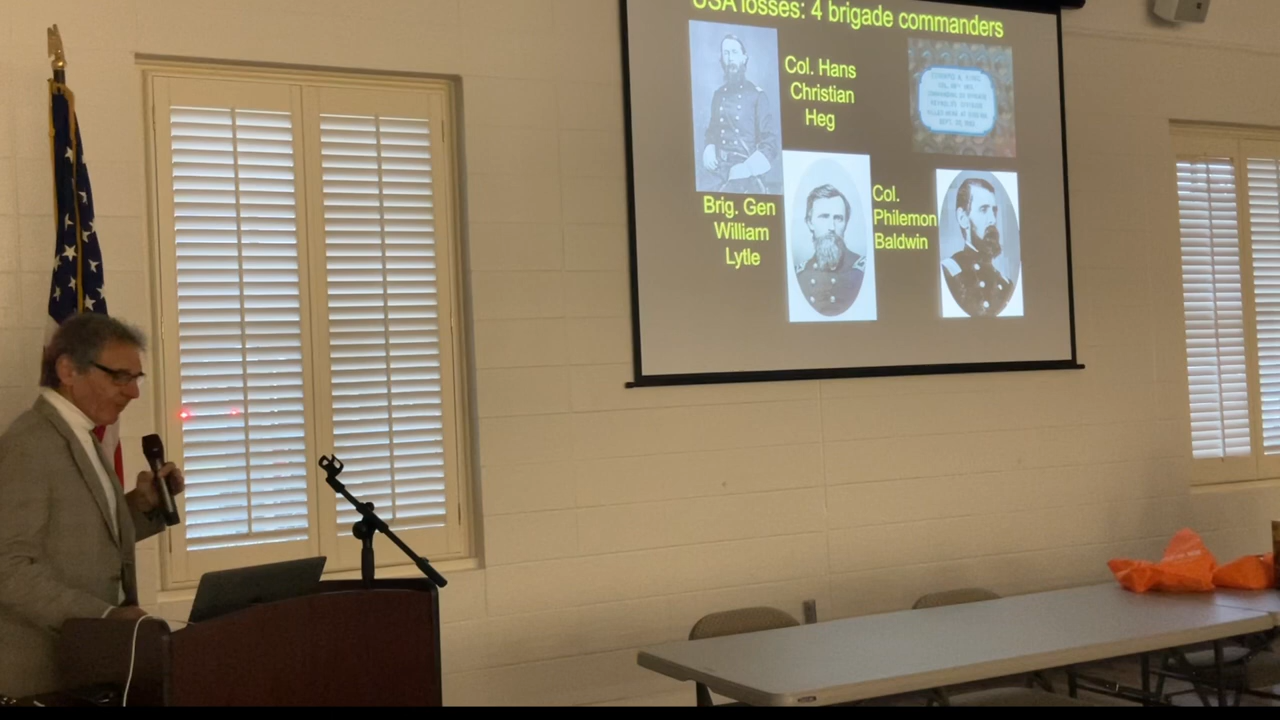 USA losses: 4 brigade commanders
Col. Hans
Christian
Heg
Brig. Gen
William
Lytle
Col.
Philemon
Baldwin